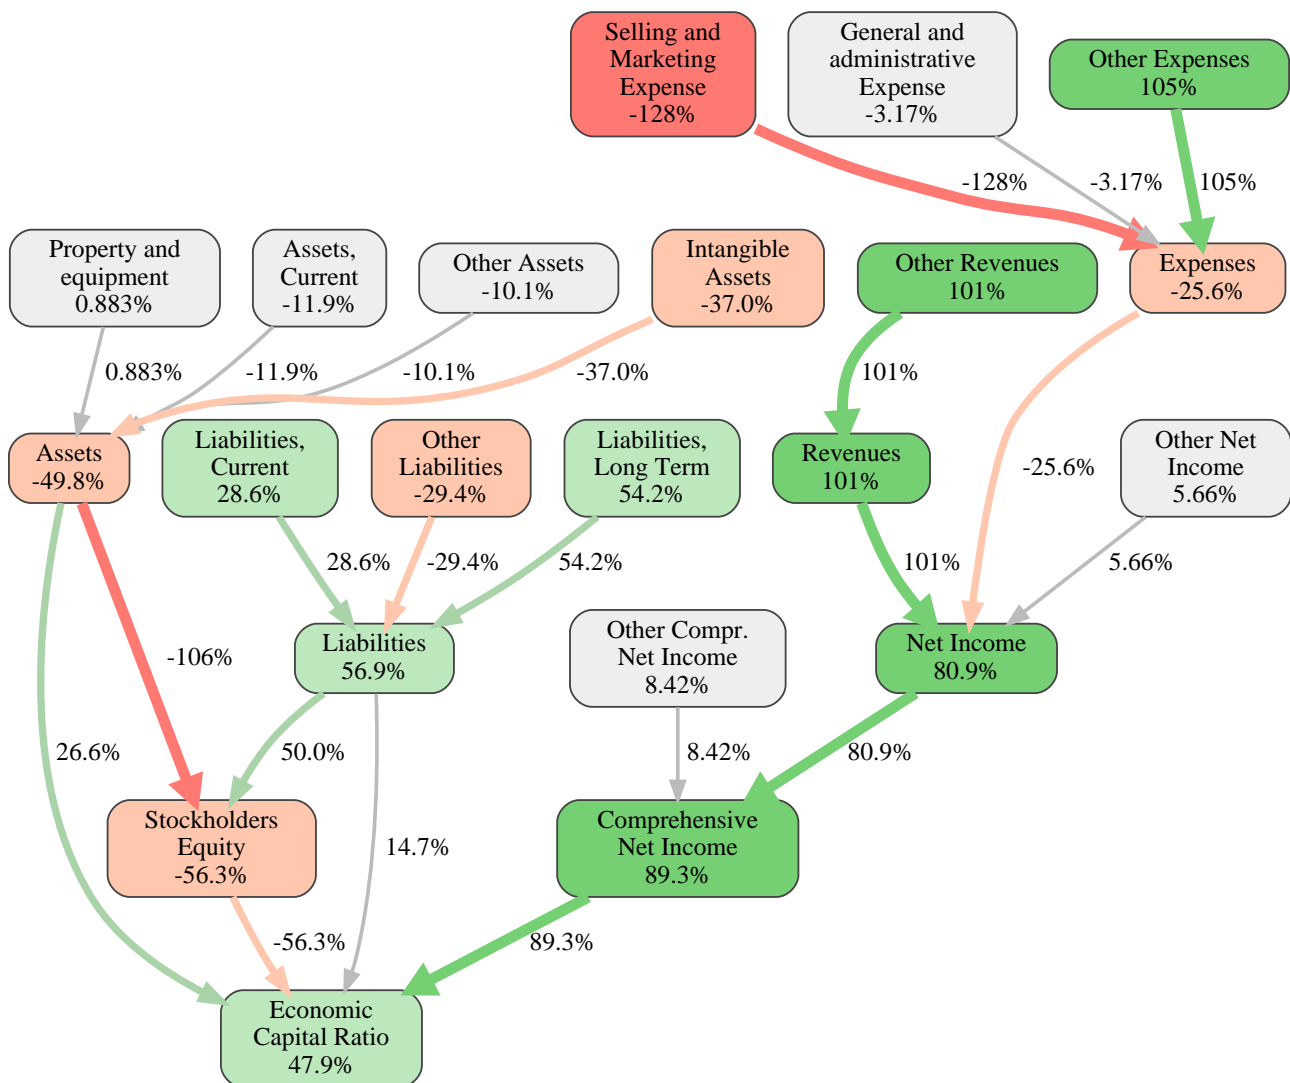 Selling and
Marketing
Expense
-128%
General and
administrative
Expense
-3.17%
Other Expenses
105%
-128%
-3.17%
105%
Property and
equipment
0.883%
Assets,
Current
-11.9%
Other Assets
-10.1%
Intangible
Assets
-37.0%
Other Revenues
101%
Expenses
-25.6%
0.883%
-11.9%
-10.1%
-37.0%
101%
Assets
-49.8%
Liabilities,
Current
28.6%
Other
Liabilities
-29.4%
Liabilities,
Long Term
54.2%
Revenues
101%
-25.6%
Other Net
Income
5.66%
28.6%
-29.4%
54.2%
101%
5.66%
-106%
Liabilities
56.9%
Other Compr.
Net Income
8.42%
Net Income
80.9%
26.6%
50.0%
8.42%
80.9%
Stockholders
Equity
-56.3%
14.7%
Comprehensive
Net Income
89.3%
-56.3%
89.3%
Economic
Capital Ratio
47.9%